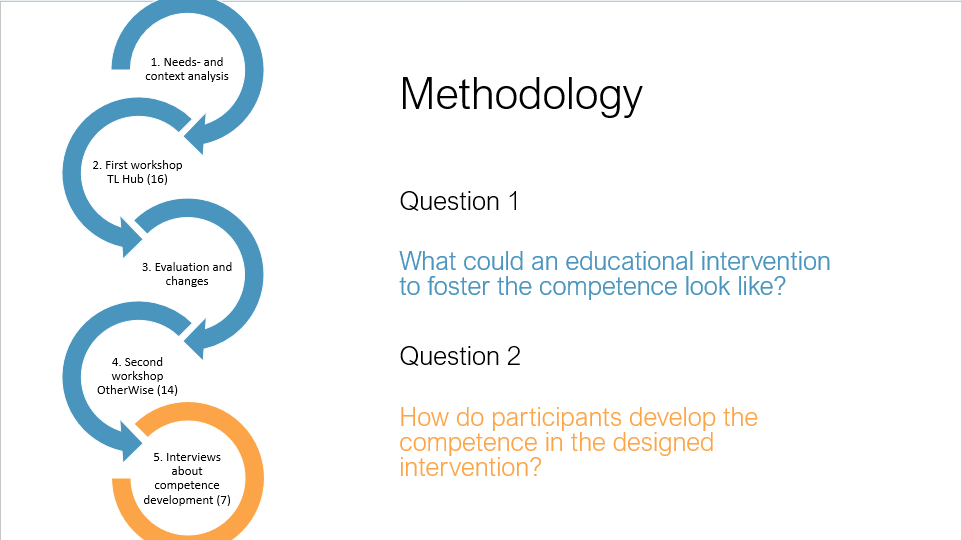 1. Needs- and
context analysis
2. First workshop
TL Hub (16)
3. Evaluation and
changes
4. Second
workshop
OtherWise (14)
5. Interviews
about
competence
development (7)
Methodology
Question 1
What could an educational intervention
to foster the competence look like?
Question 2
How do participants develop the
competence in the designed
intervention?